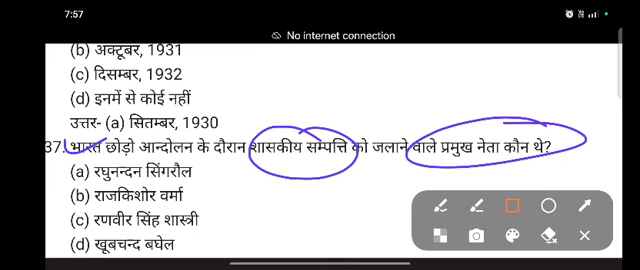 7:57
No internet connection
(b) अक्टूबर, 1931
(c) दिसम्बर, 1932
(d) इनमें से कोई नहीं
उत्तर- (a) सितम्बर, 1930
37. भारत छोड़ो आन्दोलन के दौरान शासकीय सम्पत्ति को जलाने वाले प्रमुख नेता कौन थे?
(a) रघुनन्दन सिंगरौल
(b) राजकिशोर वर्मा
(c) रणवीर सिंह शास्त्री
(d) खूबचन्द बघेल